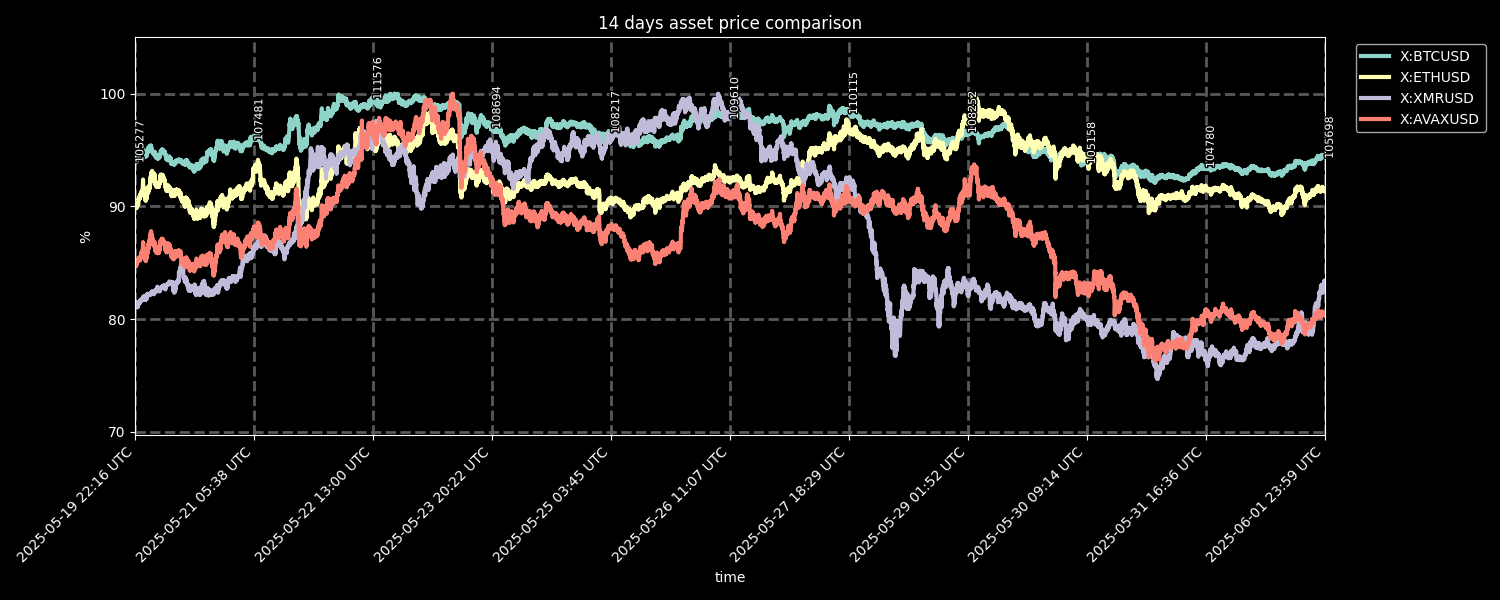 14 days asset price comparison
X:BTCUSD
X:ETHUSD
X:XMRUSD
X:AVAXUSD
100
90
80
70
%
105277
107481
111576
108694
108217
109610
110115
108252
105158
104780
105698
2025-05-19 22:16 UTC
2025-05-21 05:38 UTC
2025-05-22 13:00 UTC
2025-05-23 20:22 UTC
2025-05-25 03:45 UTC
2025-05-26 11:07 UTC
2025-05-27 18:29 UTC
2025-05-29 01:52 UTC
2025-05-30 09:14 UTC
2025-05-31 16:36 UTC
2025-06-01 23:59 UTC
time